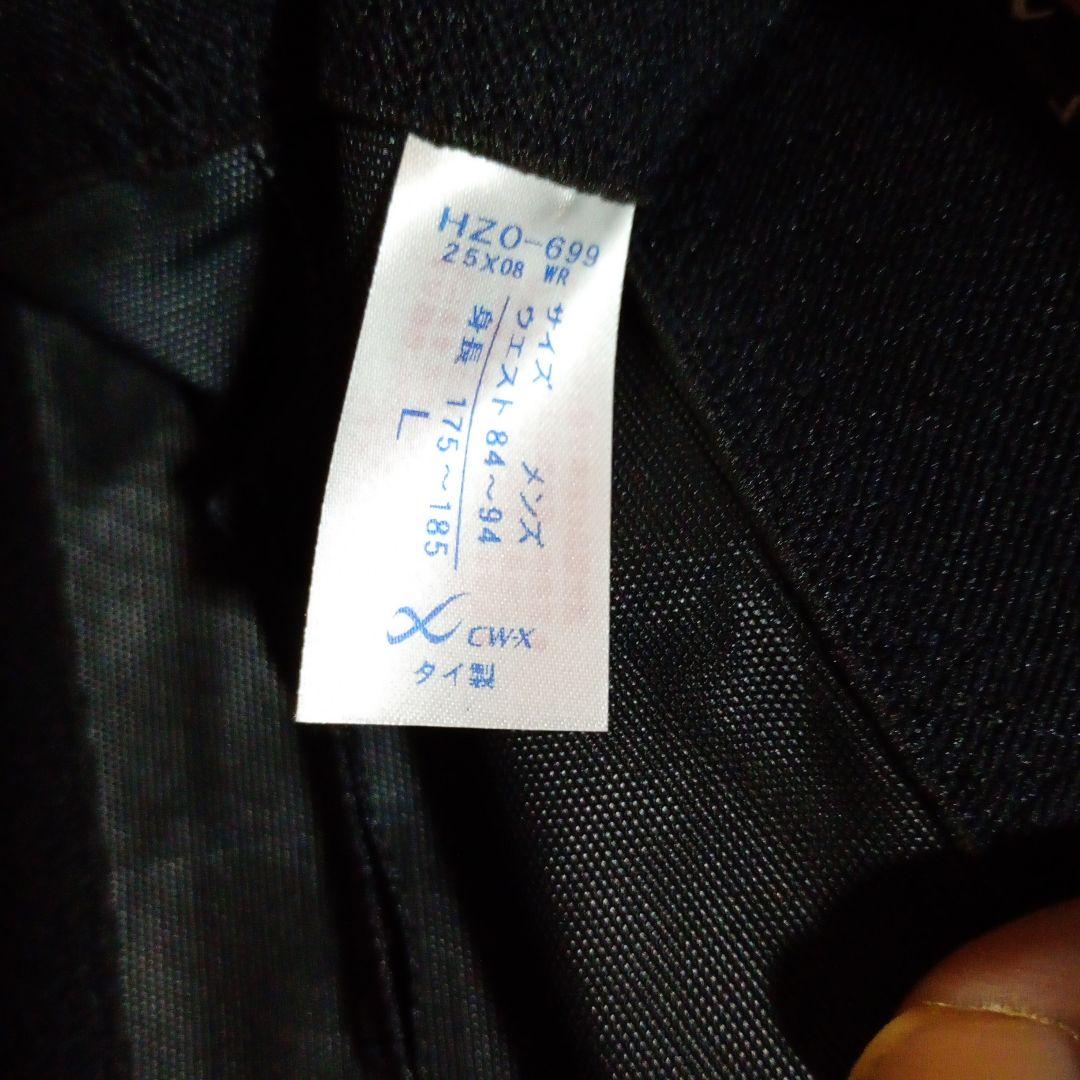 HZO-699
25X08 WR
サイズ メンズ
ウエスト84~94
身長 175~185
L
CW-X
タイ製